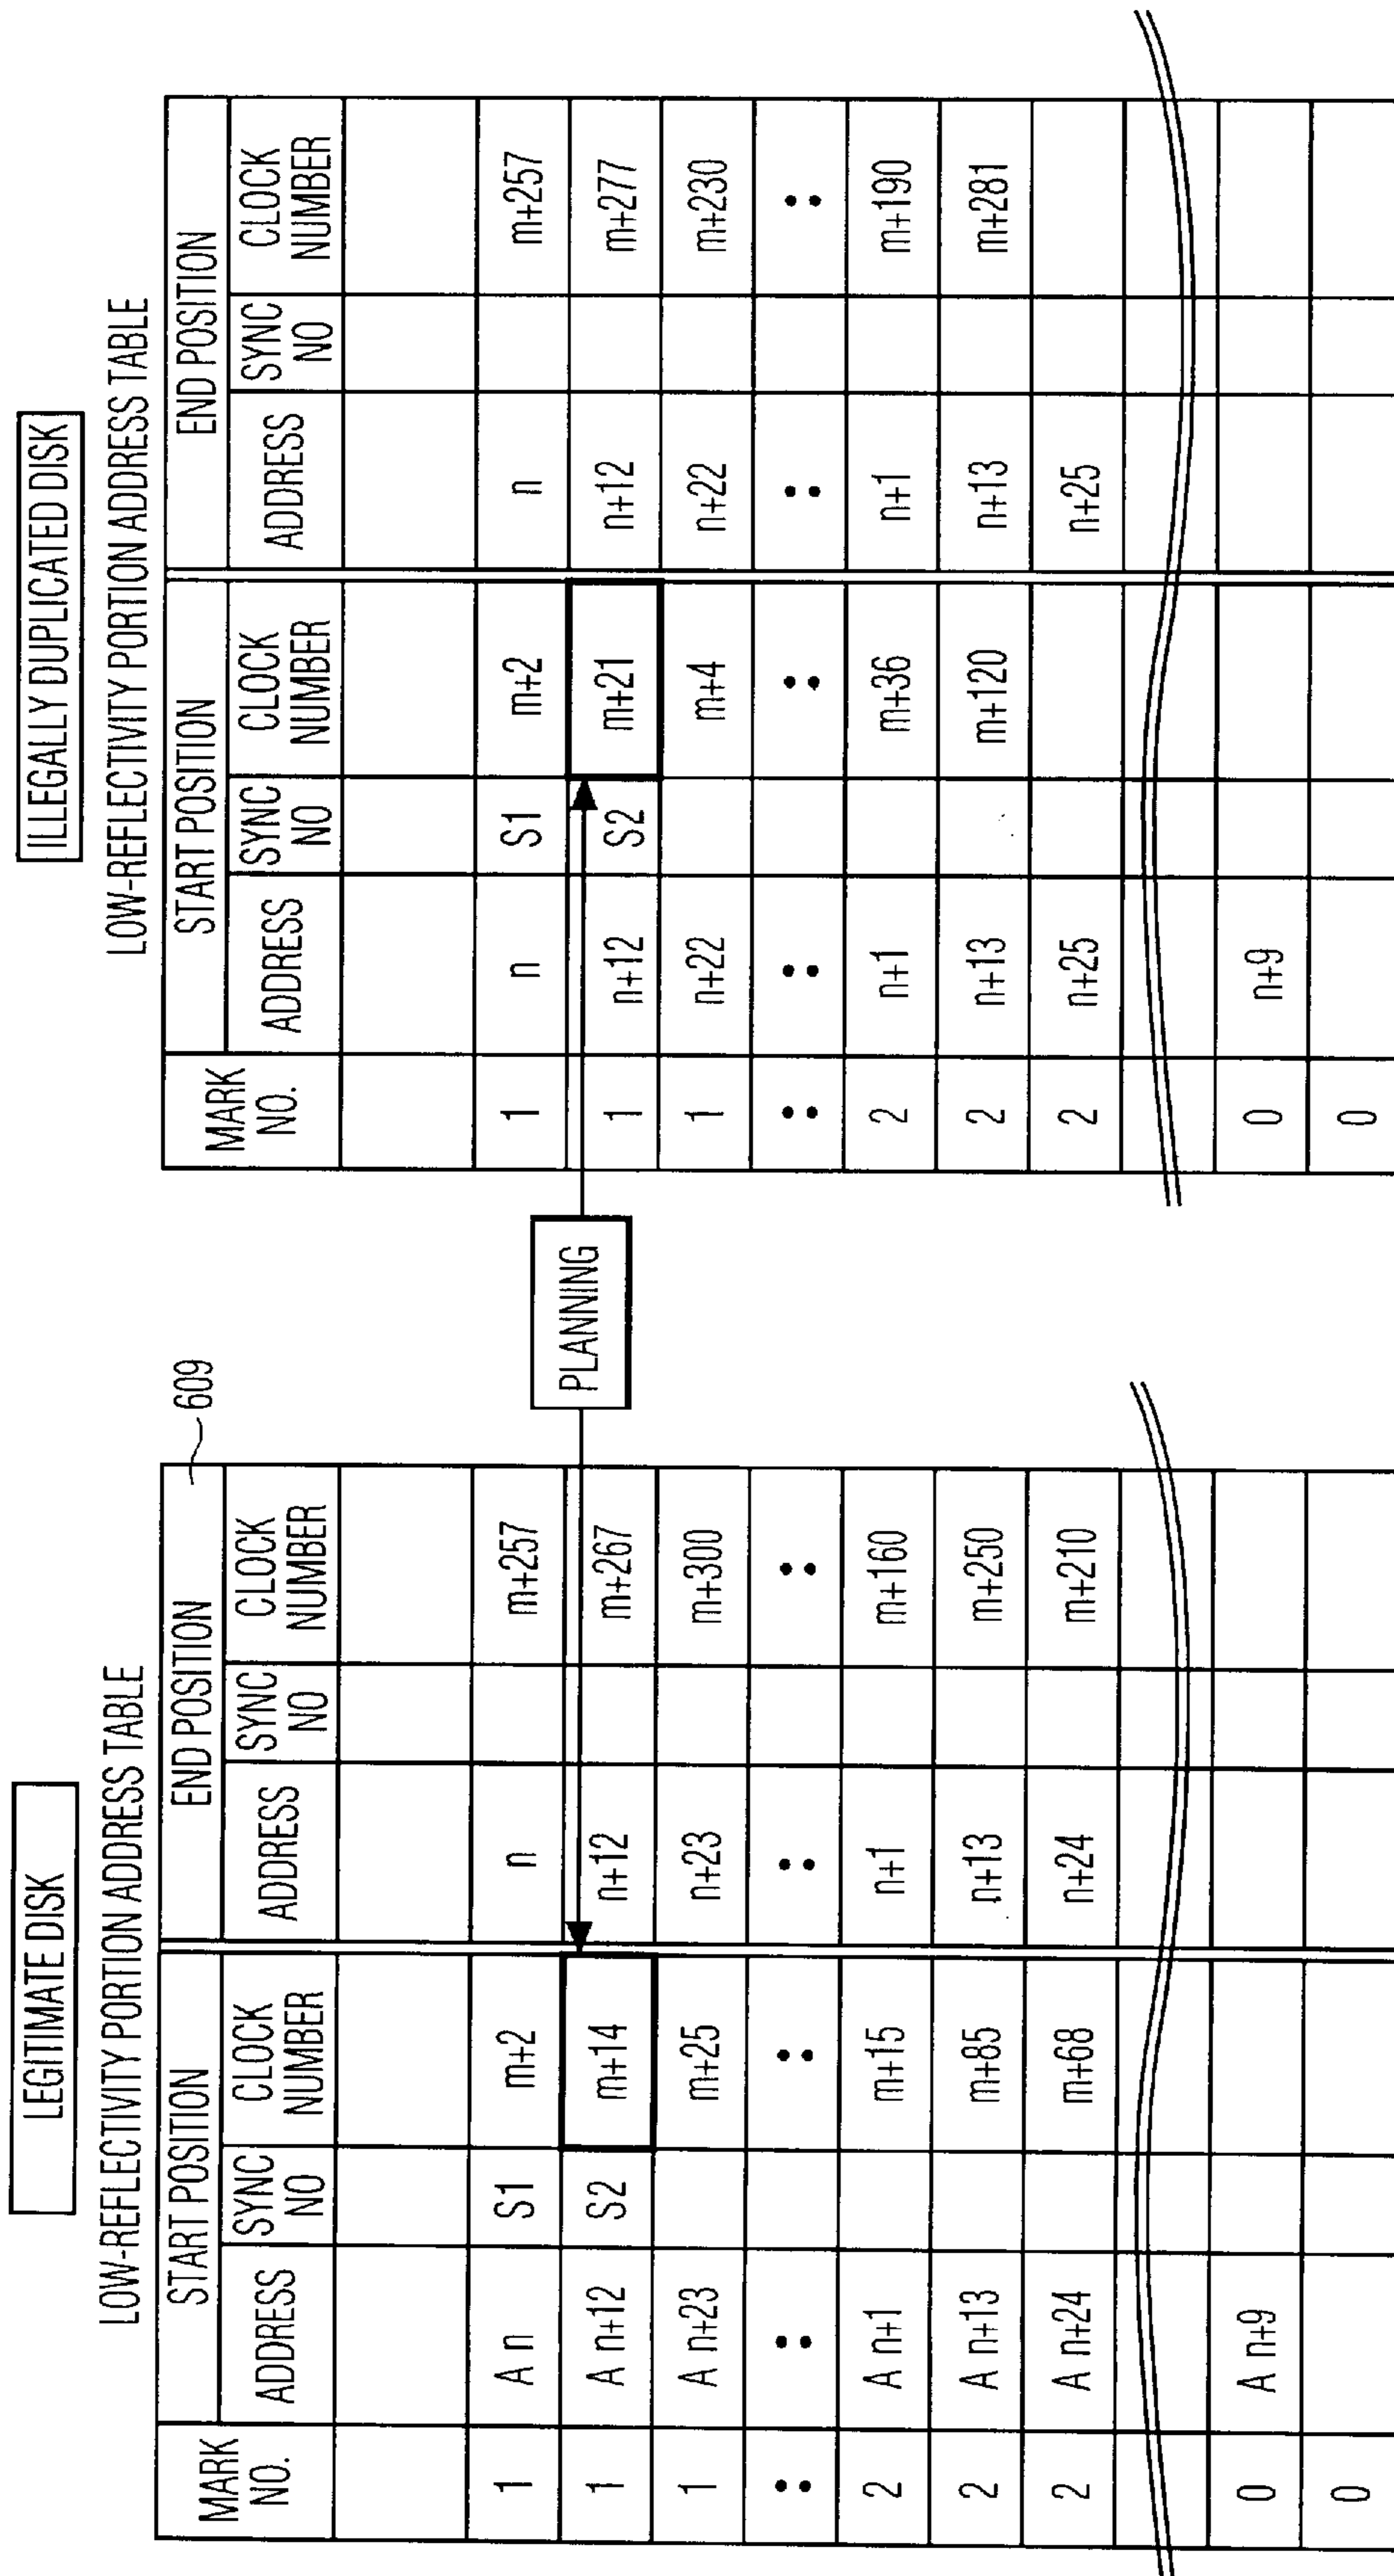 LEGITIMATE DISK
LOW-REFLECTIVITY PORTION ADDRESS TABLE
609
MARK NO. START POSITION END POSITION
ADDRESS SYNC NO CLOCK NUMBER ADDRESS SYNC NO CLOCK NUMBER
1 A n S1 m+2 n m+257
1 A n+12 S2 m+14 n+12 m+267
1 A n+23 m+25 n+23 m+300
: : : : :
2 A n+1 m+15 n+1 m+160
2 A n+13 m+85 n+13 m+250
2 A n+24 m+68 n+24 m+210
0 A n+9
0
PLANNING
ILLEGALLY DUPLICATED DISK
LOW-REFLECTIVITY PORTION ADDRESS TABLE
MARK NO. START POSITION END POSITION
ADDRESS SYNC NO CLOCK NUMBER ADDRESS SYNC NO CLOCK NUMBER
1 n S1 m+2 n m+257
1 n+12 S2 m+21 n+12 m+277
1 n+22 m+4 n+22 m+230
: : : : :
2 n+1 m+36 n+1 m+190
2 n+13 m+120 n+13 m+281
2 n+25 n+25
0 n+9
0